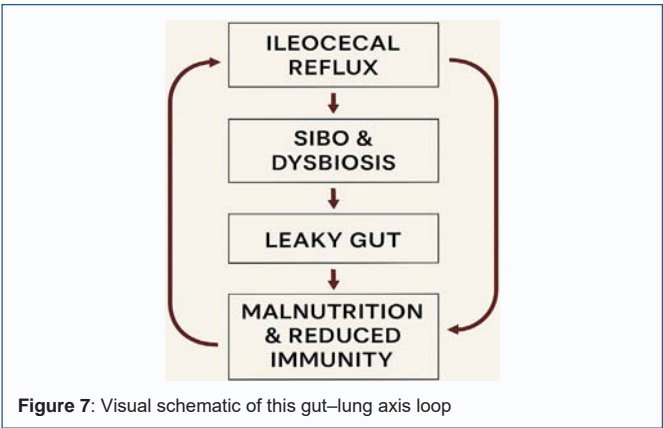 ILEOCECAL
REFLUX
SIBO &
DYSBIOSIS
LEAKY GUT
MALNUTRITION
& REDUCED
IMMUNITY
Figure 7: Visual schematic of this gut–lung axis loop